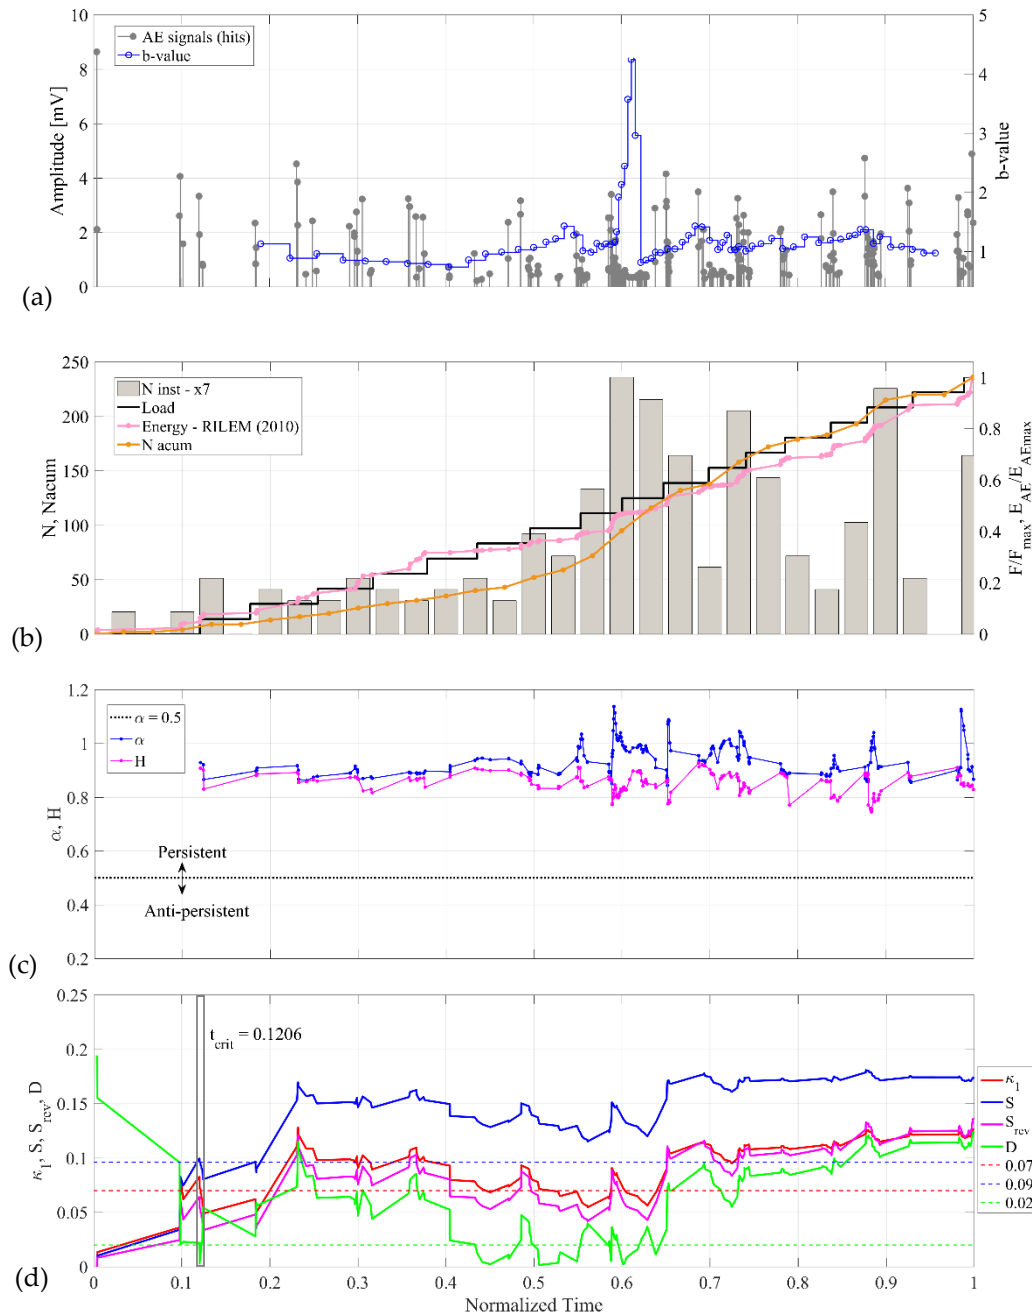 10
8
6
4
2
0
Amplitude [mV]
AE signals (hits)
b-value
5
4
3
2
1
b-value
(a)
250
200
150
100
50
0
N, Nacum
N inst - x7
Load
Energy - RILEM (2010)
N acum
1
0.8
0.6
0.4
0.2
0
F/Fmax, EAE/EAEmax
(b)
1.2
1
0.8
0.6
0.4
0.2
α, H
α = 0.5
α
H
Persistent
Anti-persistent
(c)
0.25
0.2
0.15
0.1
0.05
0
κ1, S, Srev, D
tcrit = 0.1206
κ1
S
Srev
D
0.07
0.09
0.02
(d)
0 0.1 0.2 0.3 0.4 0.5 0.6 0.7 0.8 0.9 1
Normalized Time